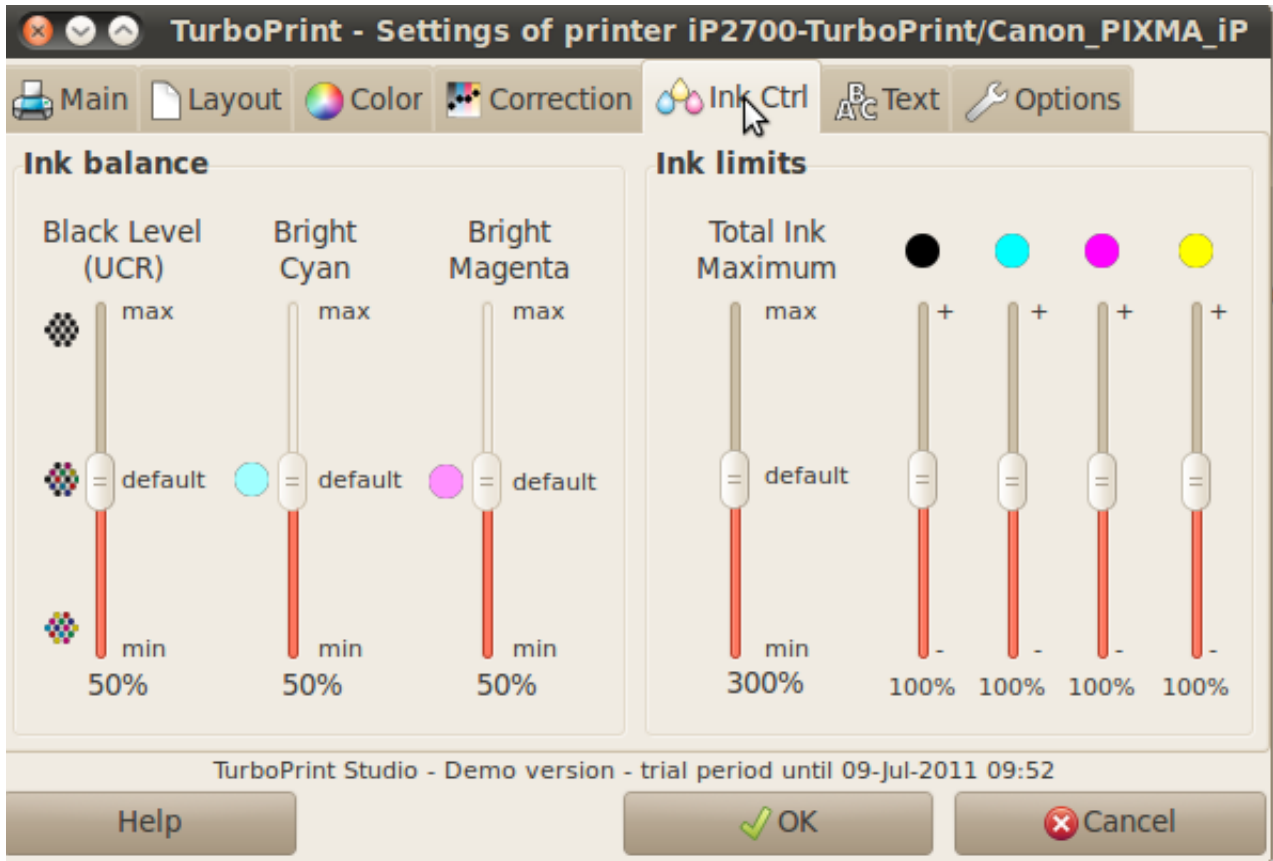 TurboPrint - Settings of printer iP2700-TurboPrint/Canon_PIXMA_iP
Main Layout Color Correction Ink Ctrl ABC Text Options
Ink balance
Black Level
(UCR)
Bright
Cyan
Bright
Magenta
max max max
default default default
min min min
50% 50% 50%
Ink limits
Total Ink
Maximum
max + + + +
default
min - - - -
300% 100% 100% 100% 100%
TurboPrint Studio - Demo version - trial period until 09-Jul-2011 09:52
Help OK Cancel